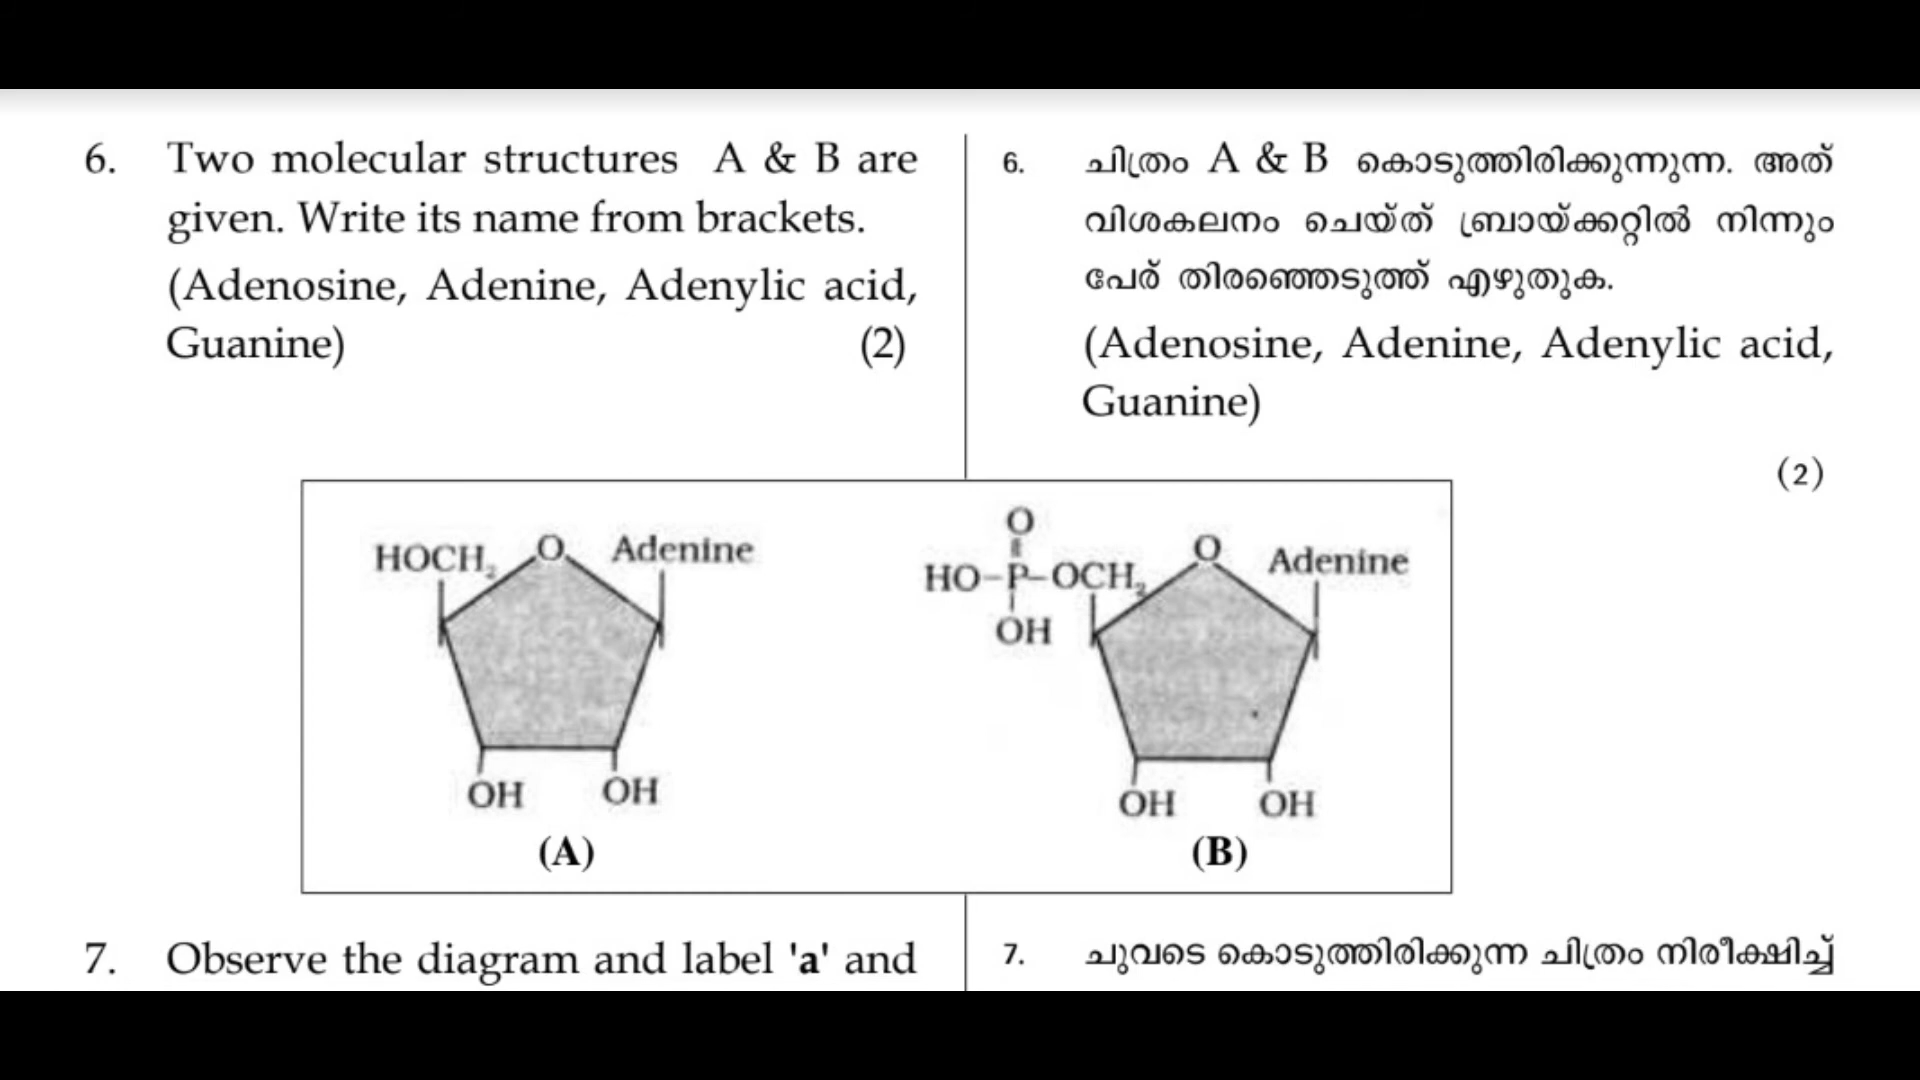 6. Two molecular structures A & B are
given. Write its name from brackets.
(Adenosine, Adenine, Adenylic acid,
Guanine) (2)
6. ചിത്രം A & B കൊടുത്തിരിക്കുന്നുന്ന. അത്
വിശകലനം ചെയ്ത് ബ്രായ്ക്കറ്റിൽ നിന്നും
പേര് തിരഞ്ഞെടുത്ത് എഴുതുക.
(Adenosine, Adenine, Adenylic acid,
Guanine)
(2)
HOCH₂ O Adenine
OH OH
(A)
O
HO-P-OCH₂ O Adenine
OH
OH OH
(B)
7. Observe the diagram and label 'a' and
7. ചുവടെ കൊടുത്തിരിക്കുന്ന ചിത്രം നിരീക്ഷിച്ച്